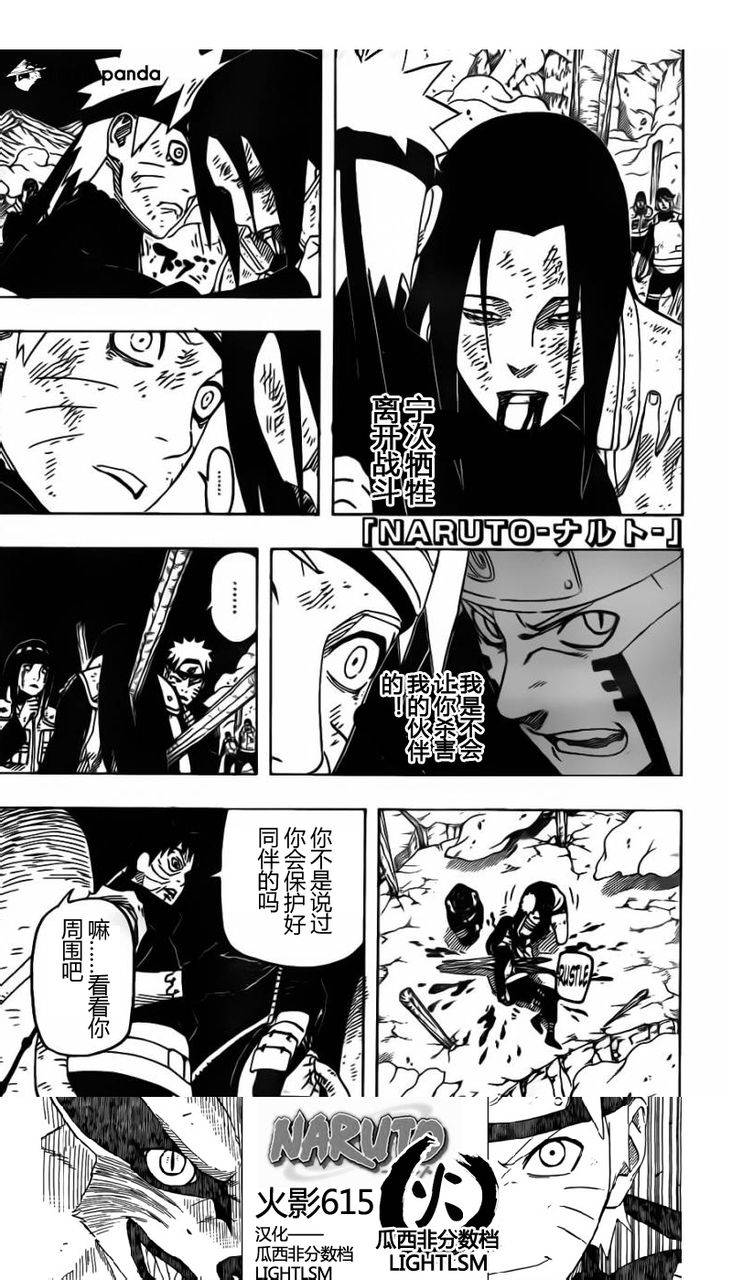 panda
宁次牺牲
离开战斗
「NARUTO-ナルト-」
……
我是不会
让你杀害
我的伙伴
的！
……
RUSTLE
你不是说过
你会保护好
同伴的吗
嘛……看看你
周围吧
NARUTO
火影615
汉化——
瓜西非分数档
LIGHTLSM
火
瓜西非分数档
LIGHTLSM